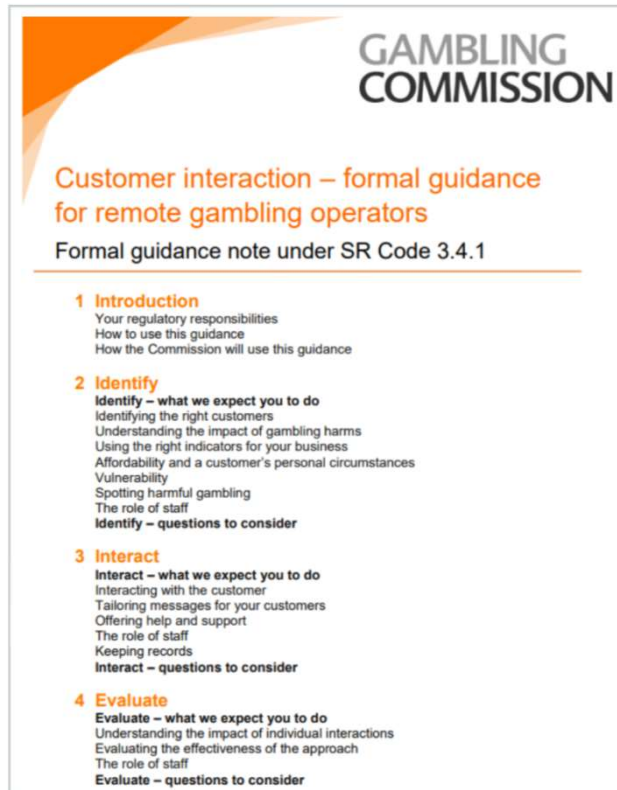 GAMBLING
COMMISSION
Customer interaction – formal guidance
for remote gambling operators
Formal guidance note under SR Code 3.4.1
1 Introduction
Your regulatory responsibilities
How to use this guidance
How the Commission will use this guidance
2 Identify
Identify – what we expect you to do
Identifying the right customers
Understanding the impact of gambling harms
Using the right indicators for your business
Affordability and a customer's personal circumstances
Vulnerability
Spotting harmful gambling
The role of staff
Identify – questions to consider
3 Interact
Interact – what we expect you to do
Interacting with the customer
Tailoring messages for your customers
Offering help and support
The role of staff
Keeping records
Interact – questions to consider
4 Evaluate
Evaluate – what we expect you to do
Understanding the impact of individual interactions
Evaluating the effectiveness of the approach
The role of staff
Evaluate – questions to consider